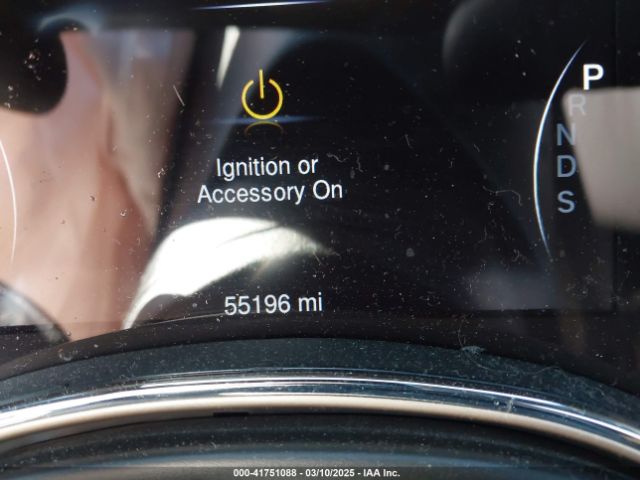 P
R
N
D
S
Ignition or
Accessory On
55196 mi
000-41751088 - 03/10/2025 - IAA Inc.